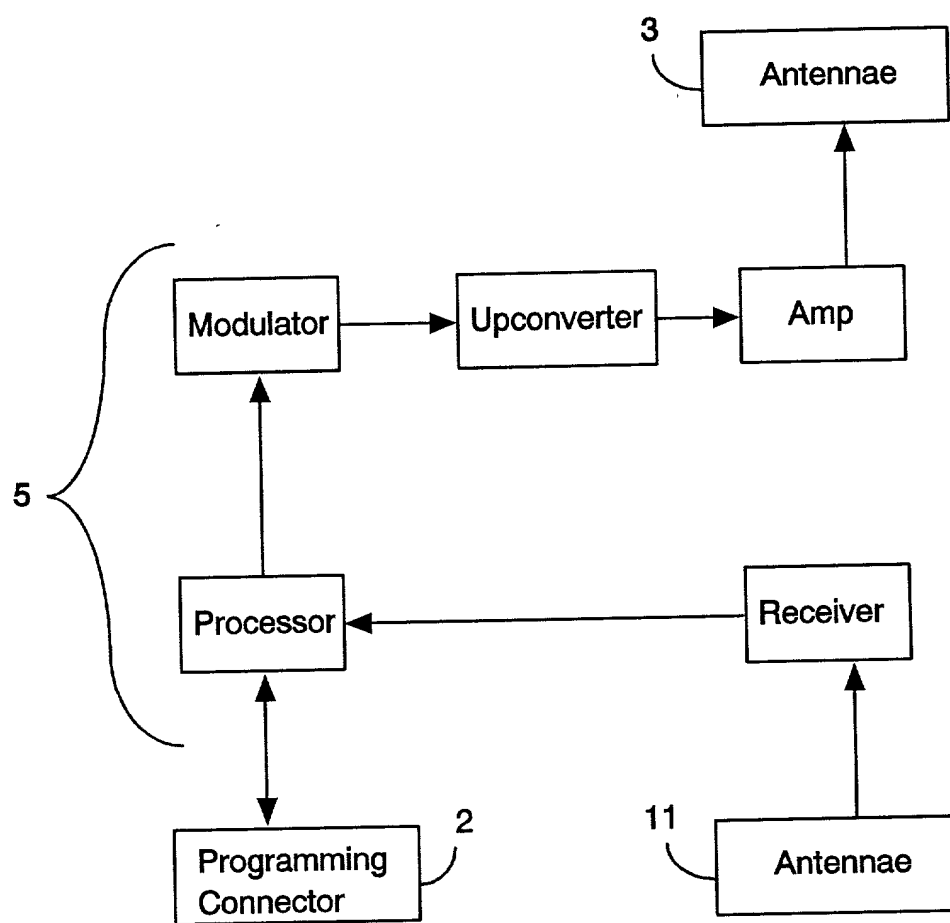 3
Antennae
Modulator
Upconverter
Amp
5
Processor
Receiver
2
11
Programming
Connector
Antennae